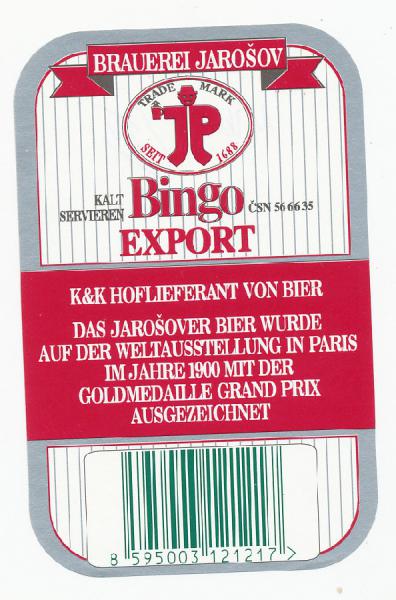 BRAUEREI JAROŠOV
TRADE MARK
JP
SEIT 1688
KALT
SERVIEREN
Bingo
ČSN 56 66 35
EXPORT
K&K HOFLIEFERANT VON BIER
DAS JAROŠOVER BIER WURDE
AUF DER WELTAUSSTELLUNG IN PARIS
IM JAHRE 1900 MIT DER
GOLDMEDAILLE GRAND PRIX
AUSGEZEICHNET
8 595003 121217 >